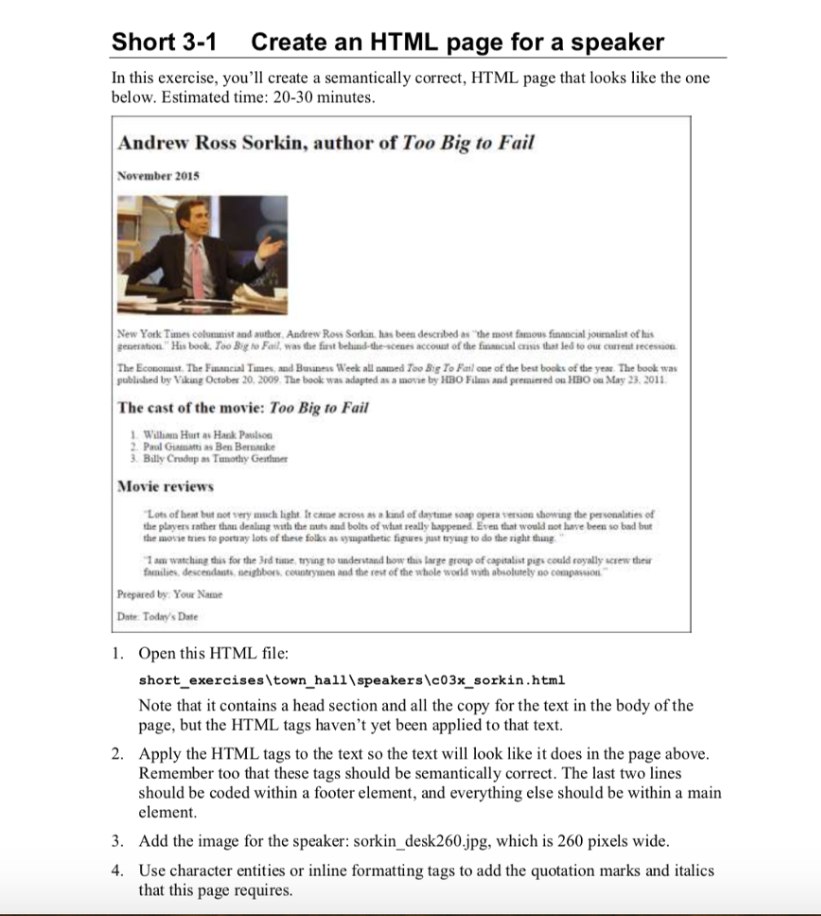 Short 3-1 Create an HTML page for a speaker
In this exercise, you’ll create a semantically correct, HTML page that looks like the one
below. Estimated time: 20-30 minutes.
Andrew Ross Sorkin, author of Too Big to Fail
November 2015
New York Times columnist and author, Andrew Ross Sorkin, has been described as "the most famous financial journalist of his
generation." His book, Too Big to Fail, was the first behind-the-scenes account of the financial crisis that led to our current recession.
The Economist, The Financial Times, and Business Week all named Too Big To Fail one of the best books of the year. The book was
published by Viking October 20, 2009. The book was adapted as a movie by HBO Films and premiered on HBO on May 23, 2011.
The cast of the movie: Too Big to Fail
1. William Hurt as Hank Paulson
2. Paul Giamatti as Ben Bernanke
3. Billy Crudup as Timothy Geithner
Movie reviews
"Lots of heat but not very much light. It came across as a kind of daytime soap opera version showing the personalities of
the players rather than dealing with the nuts and bolts of what really happened. Even that would not have been so bad but
the movie tries to portray lots of these folks as sympathetic figures just trying to do the right thing. "
"I am watching this for the 3rd time, trying to understand how this large group of capitalist pigs could royally screw their
families, descendants, neighbors, countrymen and the rest of the whole world with absolutely no compassion."
Prepared by: Your Name
Date: Today's Date
1. Open this HTML file:
short_exercises\town_hall\speakers\c03x_sorkin.html
Note that it contains a head section and all the copy for the text in the body of the
page, but the HTML tags haven’t yet been applied to that text.
2. Apply the HTML tags to the text so the text will look like it does in the page above.
Remember too that these tags should be semantically correct. The last two lines
should be coded within a footer element, and everything else should be within a main
element.
3. Add the image for the speaker: sorkin_desk260.jpg, which is 260 pixels wide.
4. Use character entities or inline formatting tags to add the quotation marks and italics
that this page requires.